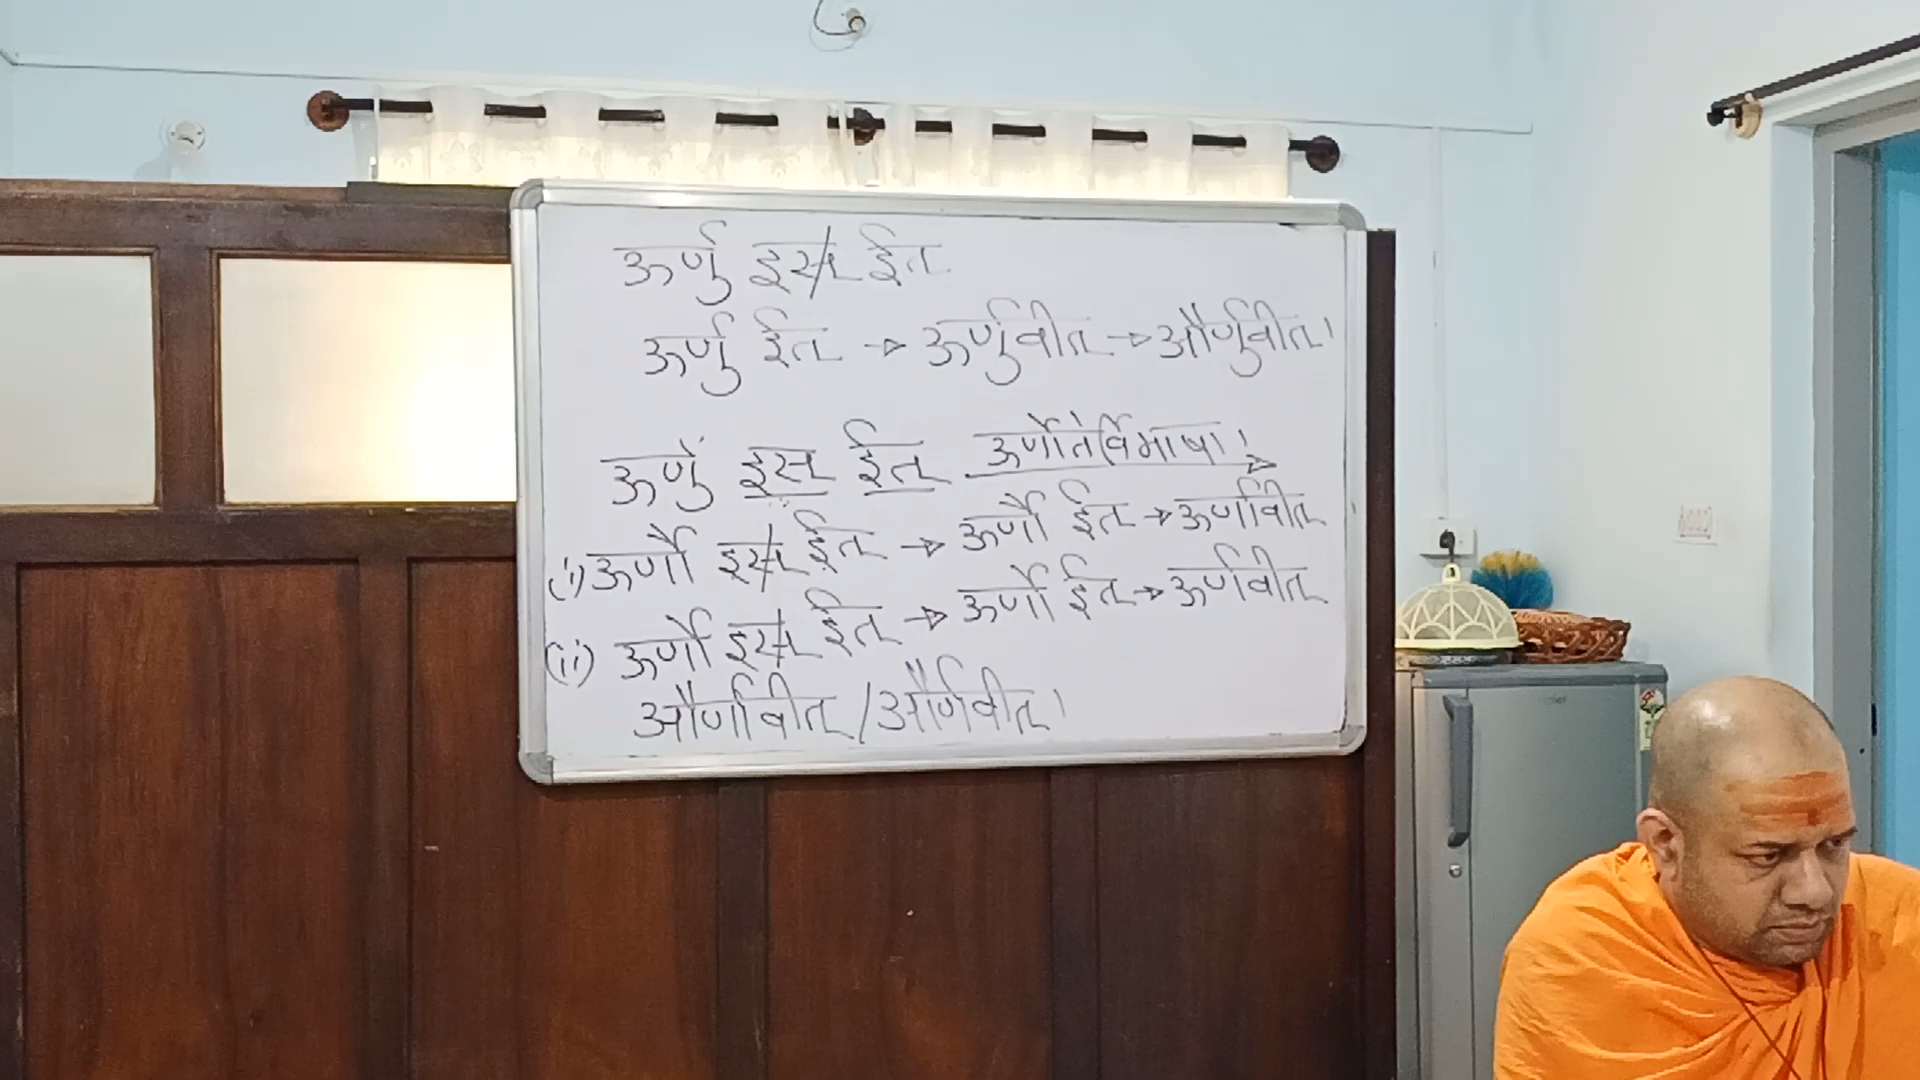 ऊर्णु इस् ईत्
ऊर्णु ईत् → ऊर्णुवीत् → और्णुवीत्।
ऊर्णु इस् ईत् ऊर्णोतेर्विभाषा।
(i) ऊर्णौ इस् ईत् → ऊर्णौ ईत् → ऊर्णावीत्
(ii) ऊर्णो इस् ईत् → ऊर्णो ईत् → ऊर्णवीत्
और्णावीत् / और्णवीत्।